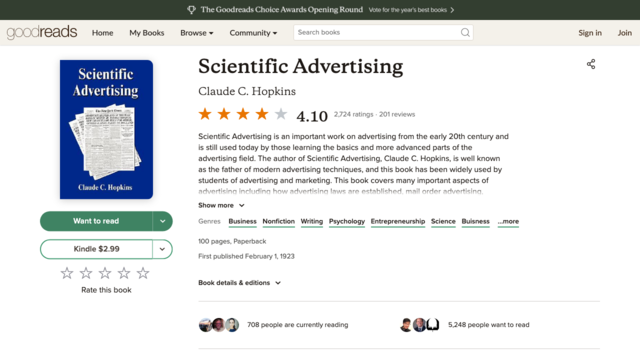 The Goodreads Choice Awards Opening Round Vote for the year's best books
goodreads Home My Books Browse Community Search books Sign in Join
Scientific Advertising
Claude C. Hopkins
4.10 2,724 ratings · 201 reviews
Scientific Advertising is an important work on advertising from the early 20th century and
is still used today by those learning the basics and more advanced parts of the
advertising field. The author of Scientific Advertising, Claude C. Hopkins, is well known
as the father of modern advertising techniques, and this book has been widely used by
students of advertising and marketing. This book covers many important aspects of
advertising including how advertising laws are established, mail order advertising,
Show more
Genres Business Nonfiction Writing Psychology Entrepreneurship Science Buisness ...more
100 pages, Paperback
First published February 1, 1923
Book details & editions
708 people are currently reading
5,248 people want to read
Scientific
Advertising
Claude C. Hopkins
Want to read
Kindle $2.99
Rate this book